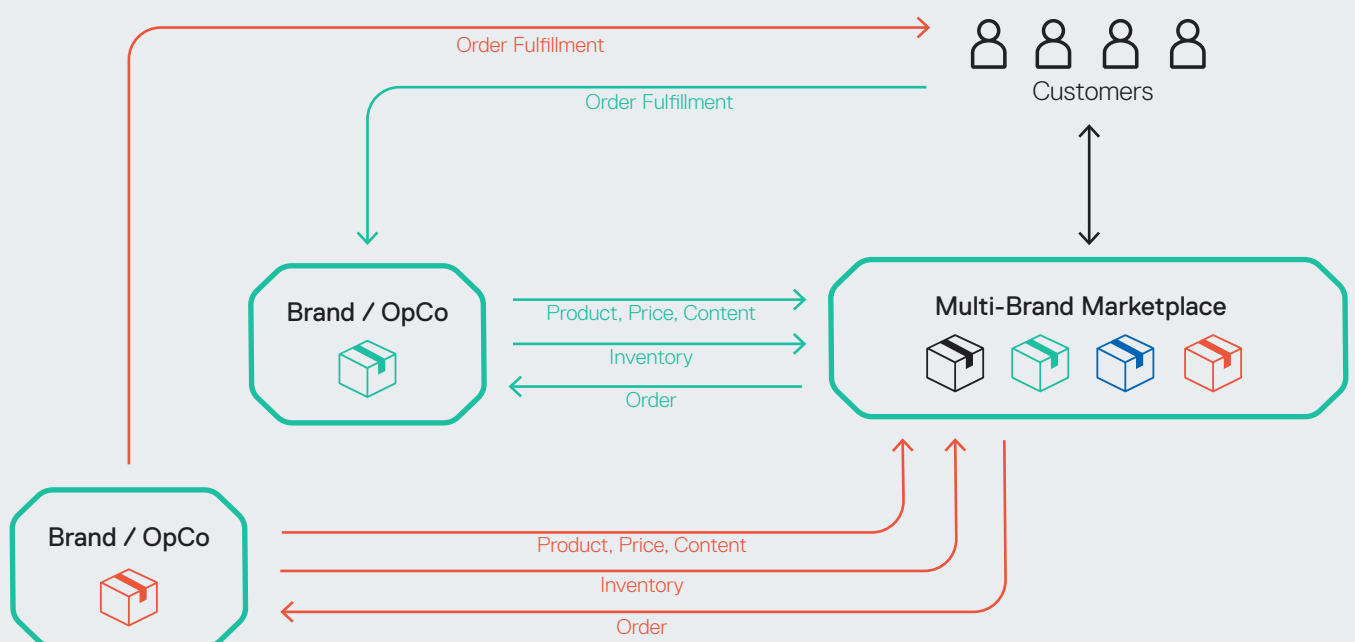 Order Fulfillment
Order Fulfillment
Customers
Brand / OpCo
Product, Price, Content
Inventory
Order
Multi-Brand Marketplace
Brand / OpCo
Product, Price, Content
Inventory
Order